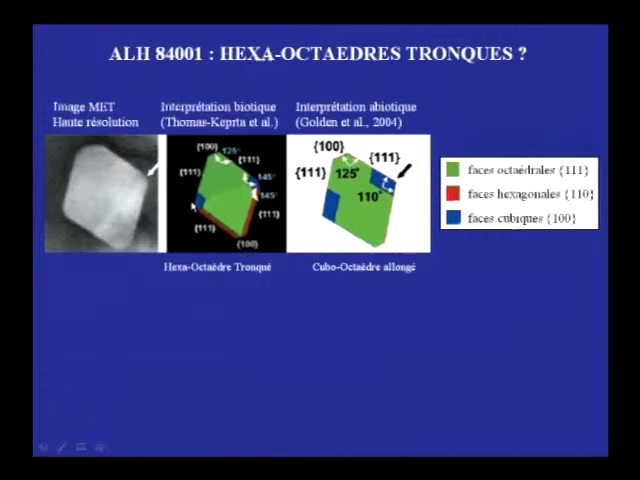 ALH 84001 : HEXA-OCTAEDRES TRONQUES ?
Image MET
Haute résolution
Interprétation biotique
(Thomas-Keprta et al.)
Interprétation abiotique
(Golden et al., 2004)
{100} 125° {111}
{111} 145°
145°
{111}
{111}
{100}
{100}
{111}
{111} 125°
110°
faces octaédrales {111}
faces hexagonales {110}
faces cubiques {100}
Hexa-Octaèdre Tronqué
Cubo-Octaèdre allongé